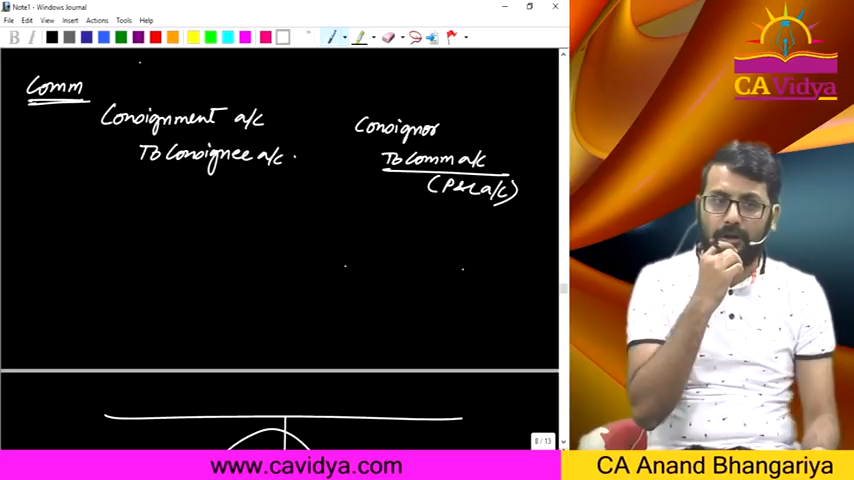 Note1 - Windows Journal
File Edit View Insert Actions Tools Help
B I
Comm
Consignment a/c
To Consignee a/c .
Consignor
To Comm a/c
8 / 13
CA Vidya
www.cavidya.com
CA Anand Bhangariya